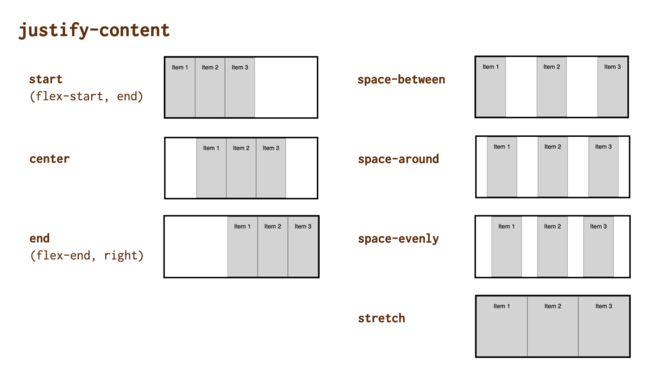 justify-content
start
(flex-start, end)
Item 1 Item 2 Item 3
center
Item 1 Item 2 Item 3
end
(flex-end, right)
Item 1 Item 2 Item 3
space-between
Item 1 Item 2 Item 3
space-around
Item 1 Item 2 Item 3
space-evenly
Item 1 Item 2 Item 3
stretch
Item 1 Item 2 Item 3